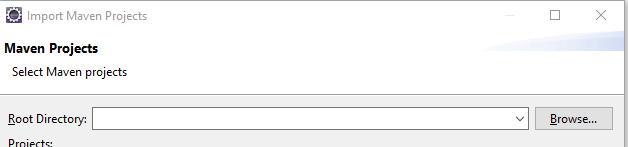 Import Maven Projects
Maven Projects
Select Maven projects
Root Directory: Browse...
Projects: